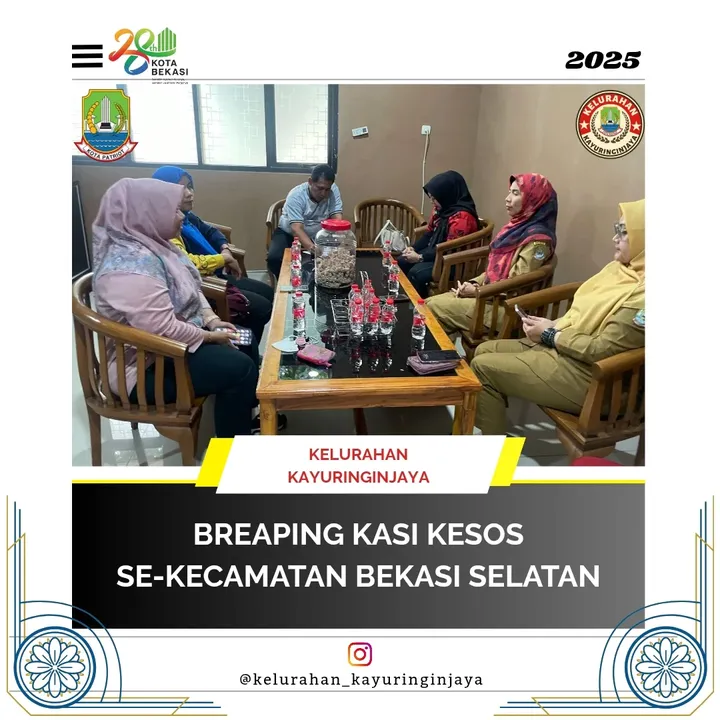 28th
KOTA
BEKASI
2025
KOTA PATRIOT
KELURAHAN
KAYURINGINJAYA
KELURAHAN
KAYURINGINJAYA
BREAPING KASI KESOS
SE-KECAMATAN BEKASI SELATAN
@kelurahan_kayuringinjaya